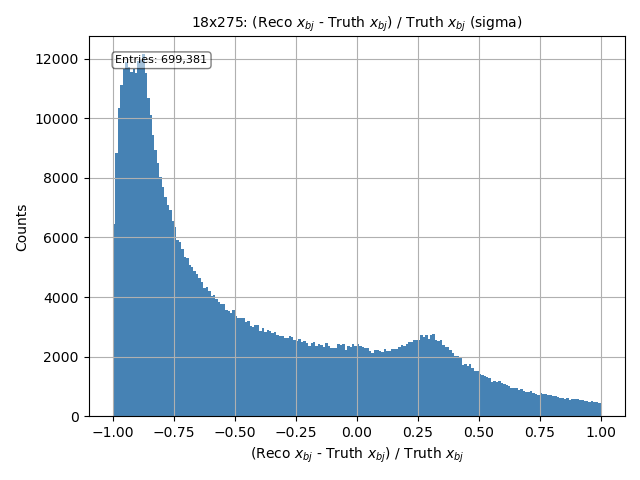 18x275: (Reco x_bj - Truth x_bj) / Truth x_bj (sigma)
Entries: 699,381
12000
10000
8000
6000
4000
2000
0
Counts
−1.00 −0.75 −0.50 −0.25 0.00 0.25 0.50 0.75 1.00
(Reco x_bj - Truth x_bj) / Truth x_bj